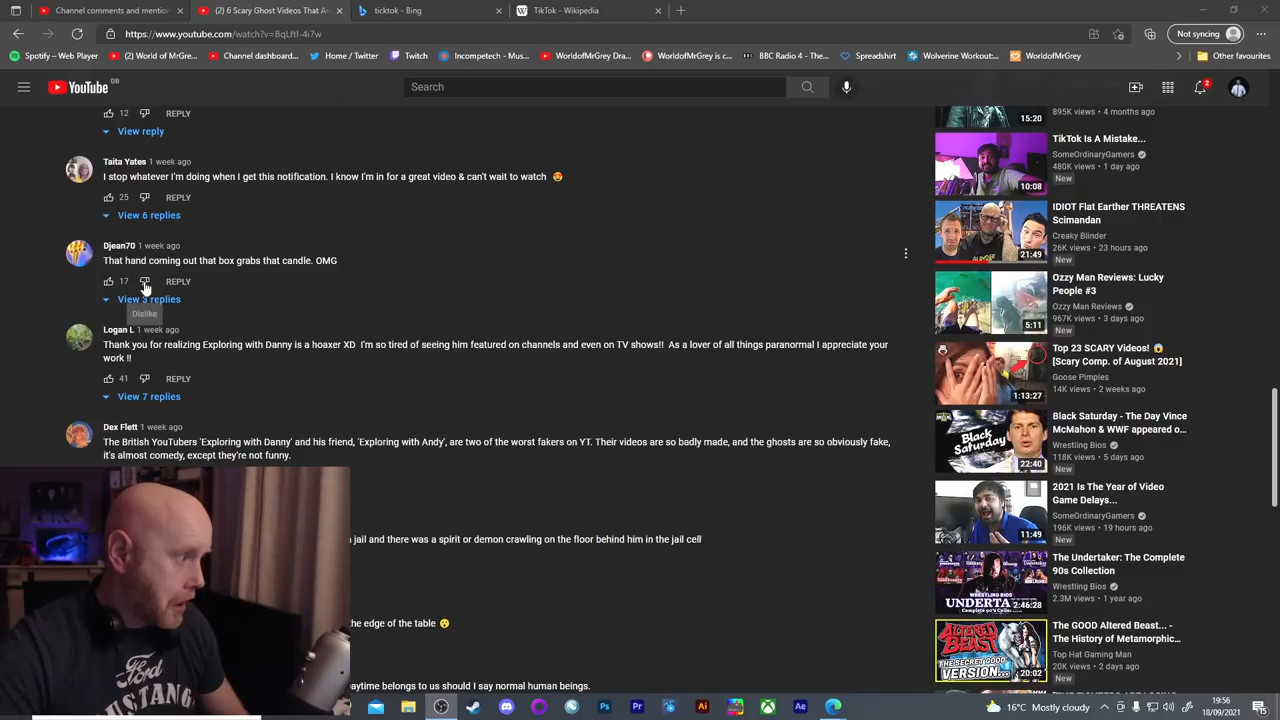 Channel comments and mentio
(2) 6 Scary Ghost Videos That A
ticktok - Bing
TikTok - Wikipedia
https://www.youtube.com/watch?v=BqLftI-4i7w
Not syncing
Spotify – Web Player
(2) World of MrGre...
Channel dashboard...
Home / Twitter
Twitch
Incompetech - Mus...
WorldofMrGrey Dra...
WorldofMrGrey is c...
BBC Radio 4 - The...
Spreadshirt
Wolverine Workout:...
WorldofMrGrey
Other favourites
YouTube GB
Search
2
12 REPLY
View reply
Taita Yates 1 week ago
I stop whatever I'm doing when I get this notification. I know I'm in for a great video & can't wait to watch 😍
25 REPLY
View 6 replies
Djean70 1 week ago
That hand coming out that box grabs that candle. OMG
17 REPLY
View 3 replies
Dislike
Logan L 1 week ago
Thank you for realizing Exploring with Danny is a hoaxer XD I'm so tired of seeing him featured on channels and even on TV shows!! As a lover of all things paranormal I appreciate your
work !!
41 REPLY
View 7 replies
Dex Flett 1 week ago
The British YouTubers 'Exploring with Danny' and his friend, 'Exploring with Andy', are two of the worst fakers on YT. Their videos are so badly made, and the ghosts are so obviously fake,
it's almost comedy, except they're not funny.
jail and there was a spirit or demon crawling on the floor behind him in the jail cell
the edge of the table 😮
aytime belongs to us should I say normal human beings.
Ford
MUSTANG
15:20
895K views • 4 months ago
10:08
TikTok Is A Mistake...
SomeOrdinaryGamers
480K views • 1 day ago
New
21:49
IDIOT Flat Earther THREATENS
Scimandan
Creaky Blinder
26K views • 23 hours ago
New
5:11
Ozzy Man Reviews: Lucky
People #3
Ozzy Man Reviews
967K views • 3 days ago
New
1:13:27
Top 23 SCARY Videos! 😱
[Scary Comp. of August 2021]
Goose Pimples
14K views • 2 weeks ago
Black Saturday
22:40
Black Saturday - The Day Vince
McMahon & WWF appeared o...
Wrestling Bios
118K views • 5 days ago
New
11:49
2021 Is The Year of Video
Game Delays...
SomeOrdinaryGamers
196K views • 19 hours ago
New
WRESTLING BIOS
UNDERTA
2:46:28
The Undertaker: The Complete
90s Collection
Wrestling Bios
2.3M views • 1 year ago
ALTERED BEAST
THE SECRET GOOD
VERSION...
20:02
The GOOD Altered Beast... -
The History of Metamorphic...
Top Hat Gaming Man
20K views • 2 days ago
New
16°C Mostly cloudy
19:56
18/09/2021